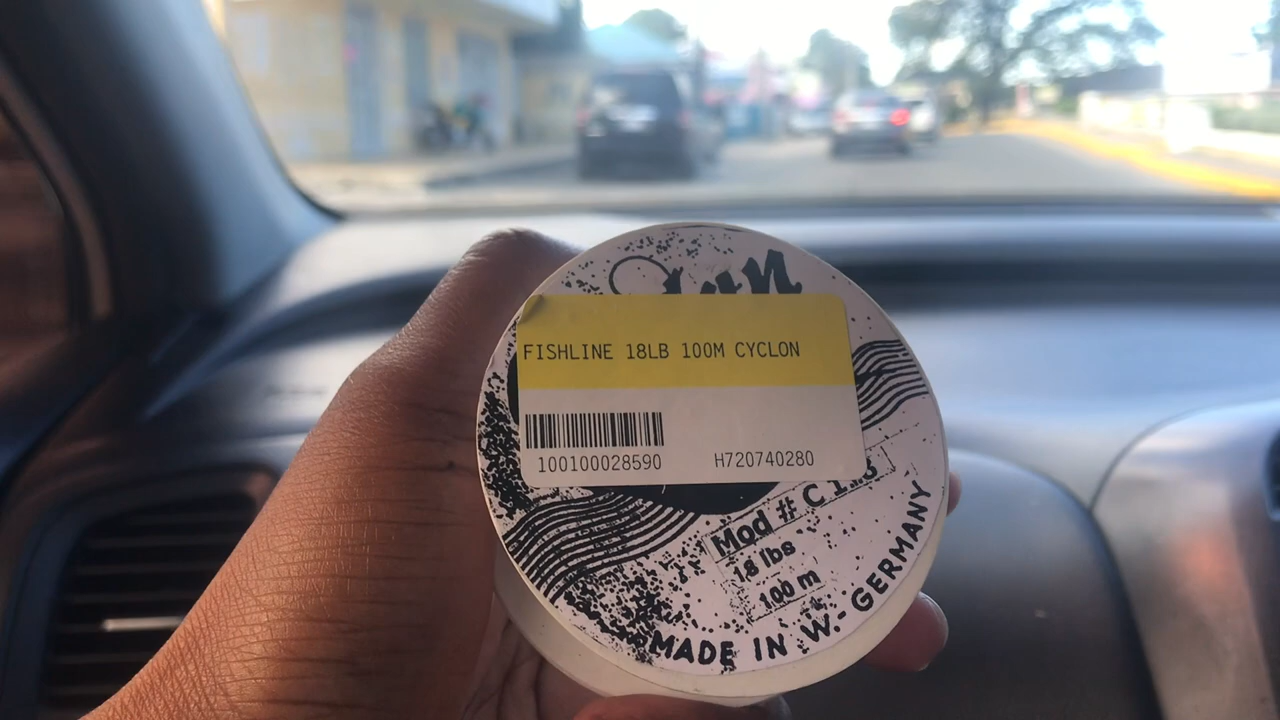 FISHLINE 18LB 100M CYCLON
100100028590
H720740280
Mod # C
18 lbs
100 m
MADE IN W.-GERMANY